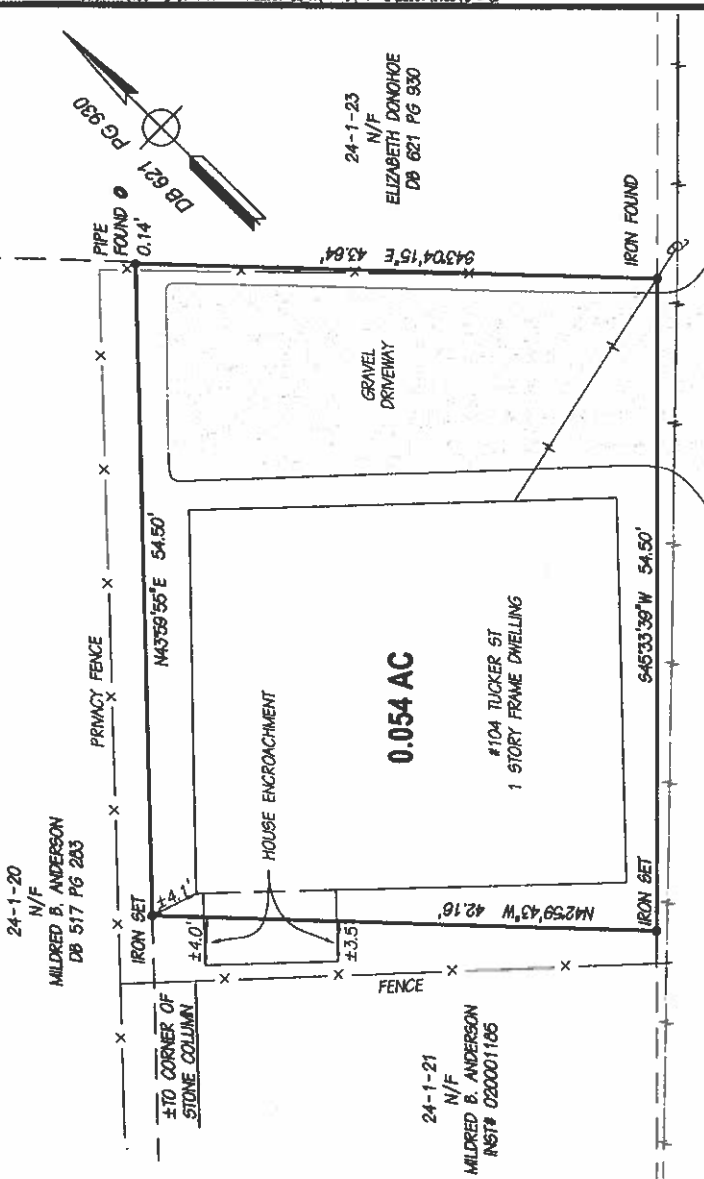 DB 621 PG 930
24-1-23
N/F
ELIZABETH DONOHOE
DB 621 PG 930
PIPE
FOUND
0.14'
S43°04'15"E 43.64'
IRON FOUND
GRAVEL
DRIVEWAY
PRIVACY FENCE
N43°59'55"E 54.50'
HOUSE ENCROACHMENT
0.054 AC
#104 TUCKER ST
1 STORY FRAME DWELLING
S45°33'39"W 54.50'
24-1-20
N/F
MILDRED B. ANDERSON
DB 517 PG 283
IRON SET
±4.1'
±4.0'
±3.5'
N42°59'43"W 42.16'
IRON SET
FENCE
±TO CORNER OF
STONE COLUMN
24-1-21
N/F
MILDRED B. ANDERSON
INST# 020001186